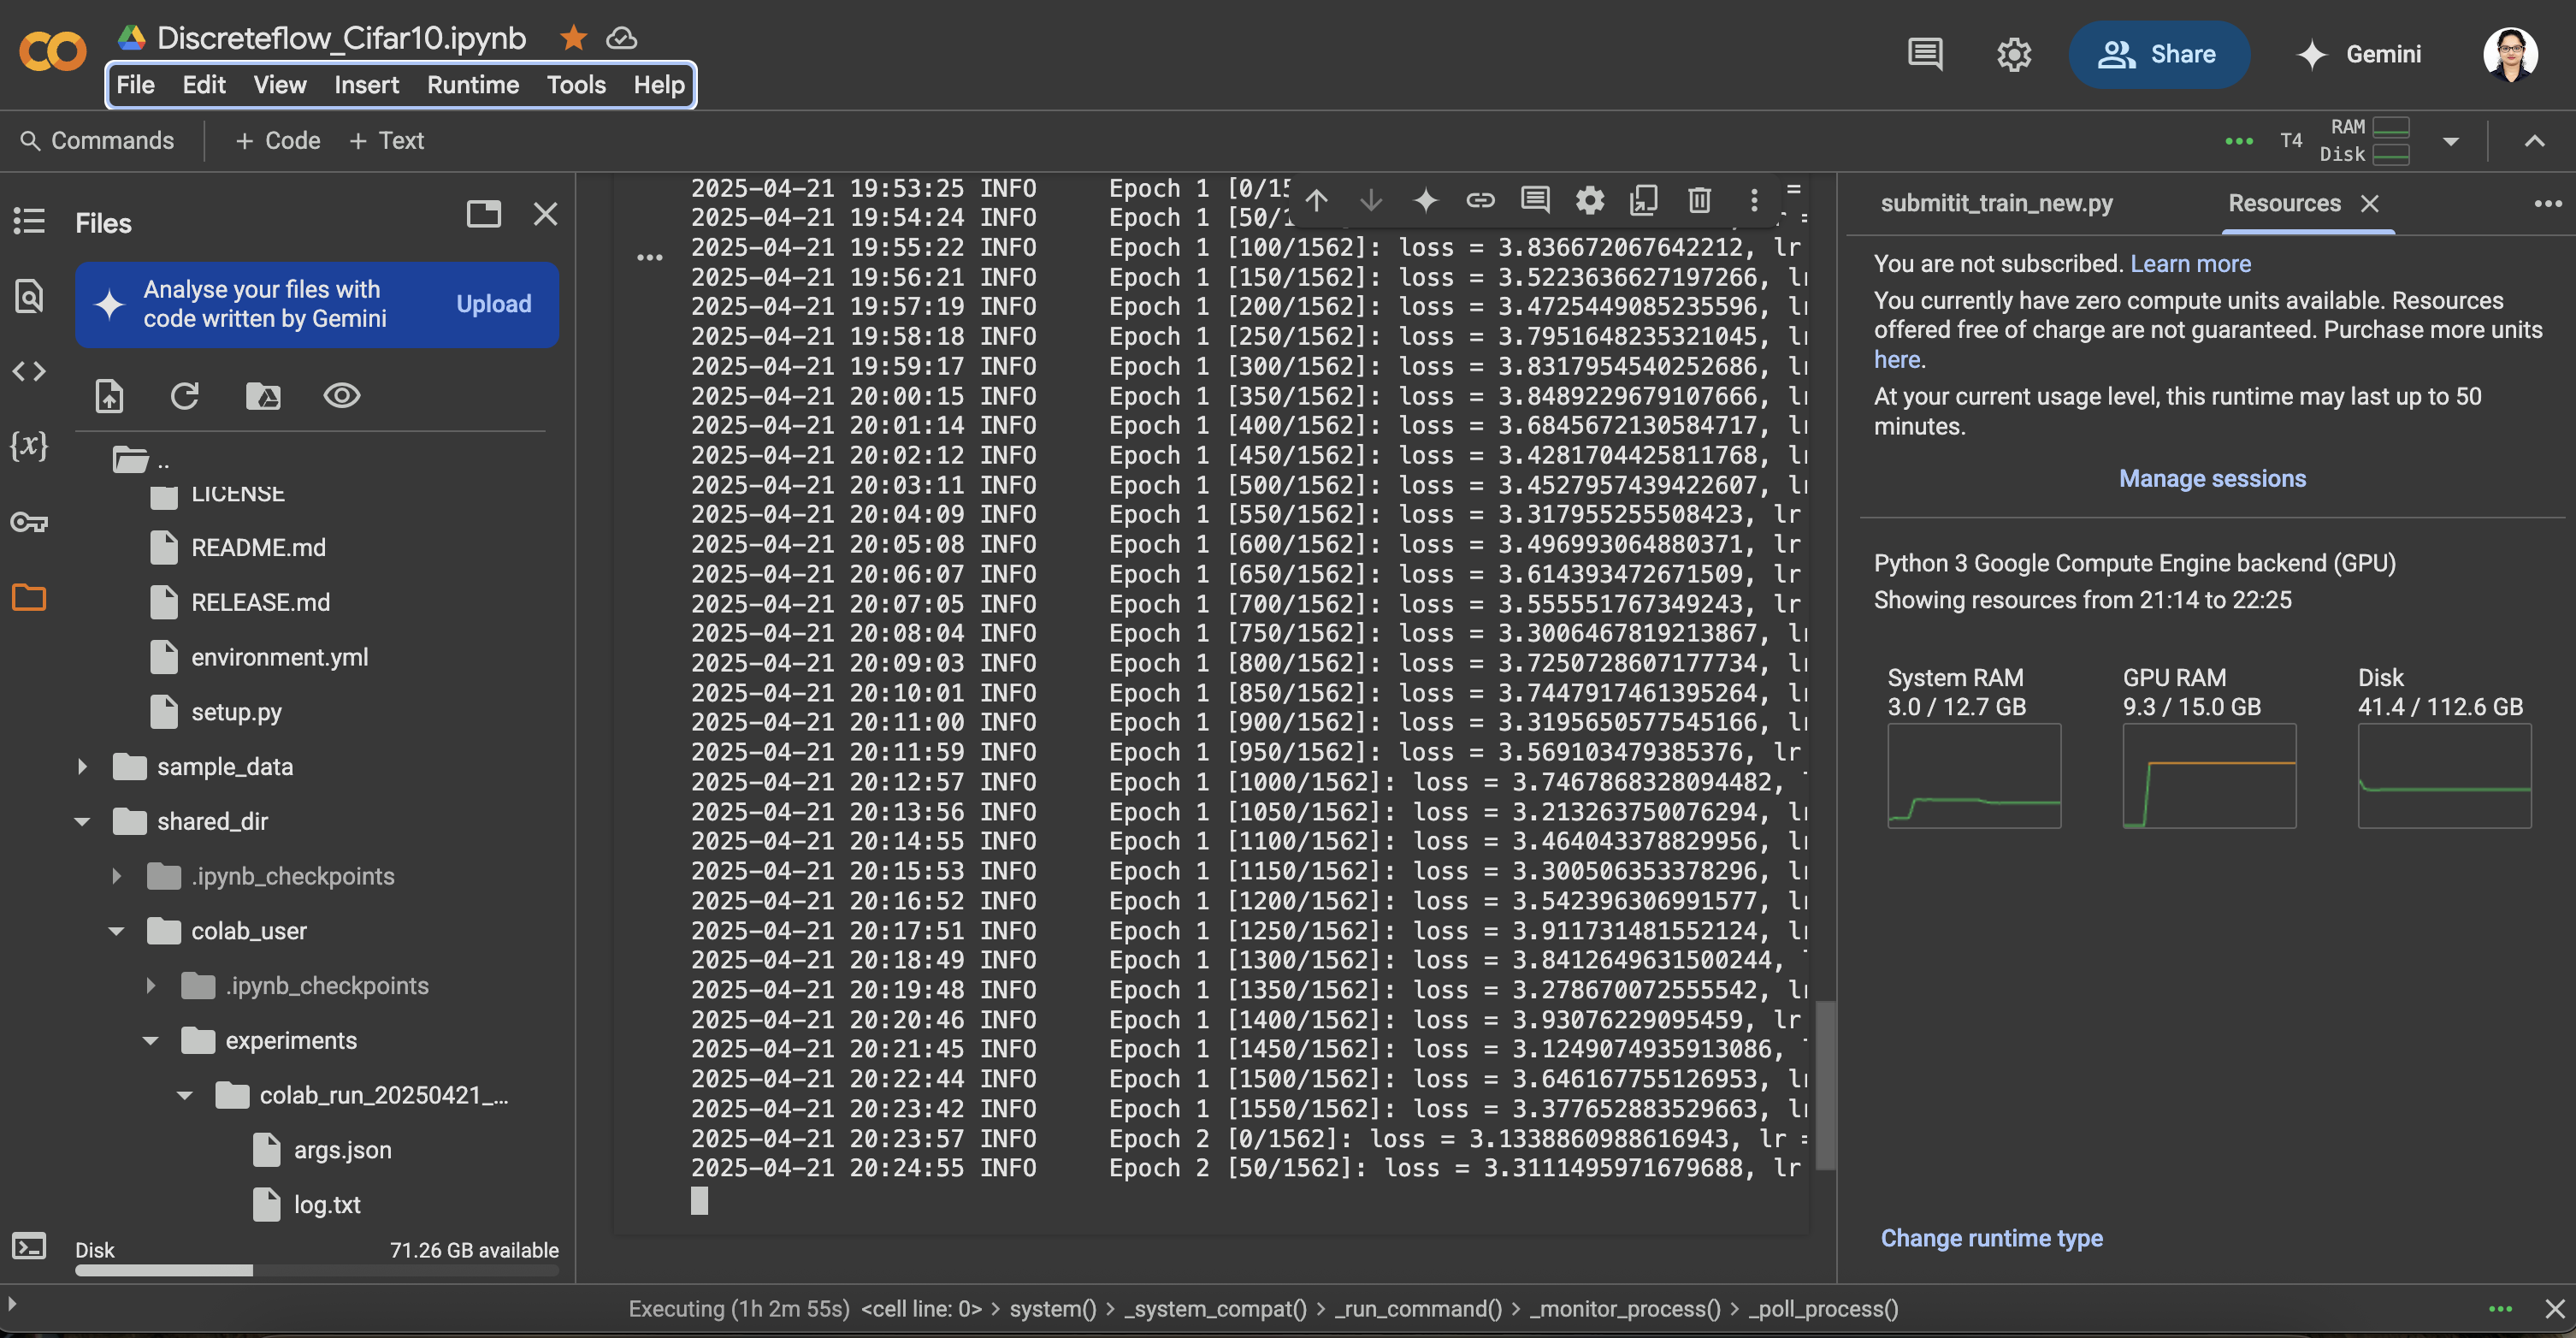 Discreteflow_Cifar10.ipynb
File Edit View Insert Runtime Tools Help
Share
Gemini
Commands
+ Code + Text
T4
RAM
Disk
Files
Analyse your files with
code written by Gemini
Upload
..
LICENSE
README.md
RELEASE.md
environment.yml
setup.py
sample_data
shared_dir
.ipynb_checkpoints
colab_user
.ipynb_checkpoints
experiments
colab_run_20250421_...
args.json
log.txt
Disk 71.26 GB available
2025-04-21 19:53:25 INFO Epoch 1 [0/15 =
2025-04-21 19:54:24 INFO Epoch 1 [50/1 =
2025-04-21 19:55:22 INFO Epoch 1 [100/1562]: loss = 3.836672067642212, lr
2025-04-21 19:56:21 INFO Epoch 1 [150/1562]: loss = 3.5223636627197266, l
2025-04-21 19:57:19 INFO Epoch 1 [200/1562]: loss = 3.4725449085235596, l
2025-04-21 19:58:18 INFO Epoch 1 [250/1562]: loss = 3.7951648235321045, l
2025-04-21 19:59:17 INFO Epoch 1 [300/1562]: loss = 3.8317954540252686, l
2025-04-21 20:00:15 INFO Epoch 1 [350/1562]: loss = 3.8489229679107666, l
2025-04-21 20:01:14 INFO Epoch 1 [400/1562]: loss = 3.6845672130584717, l
2025-04-21 20:02:12 INFO Epoch 1 [450/1562]: loss = 3.4281704425811768, l
2025-04-21 20:03:11 INFO Epoch 1 [500/1562]: loss = 3.4527957439422607, l
2025-04-21 20:04:09 INFO Epoch 1 [550/1562]: loss = 3.317955255508423, lr
2025-04-21 20:05:08 INFO Epoch 1 [600/1562]: loss = 3.496993064880371, lr
2025-04-21 20:06:07 INFO Epoch 1 [650/1562]: loss = 3.614393472671509, lr
2025-04-21 20:07:05 INFO Epoch 1 [700/1562]: loss = 3.555551767349243, lr
2025-04-21 20:08:04 INFO Epoch 1 [750/1562]: loss = 3.3006467819213867, l
2025-04-21 20:09:03 INFO Epoch 1 [800/1562]: loss = 3.7250728607177734, l
2025-04-21 20:10:01 INFO Epoch 1 [850/1562]: loss = 3.7447917461395264, l
2025-04-21 20:11:00 INFO Epoch 1 [900/1562]: loss = 3.3195650577545166, l
2025-04-21 20:11:59 INFO Epoch 1 [950/1562]: loss = 3.569103479385376, lr
2025-04-21 20:12:57 INFO Epoch 1 [1000/1562]: loss = 3.7467868328094482,
2025-04-21 20:13:56 INFO Epoch 1 [1050/1562]: loss = 3.213263750076294, l
2025-04-21 20:14:55 INFO Epoch 1 [1100/1562]: loss = 3.464043378829956, l
2025-04-21 20:15:53 INFO Epoch 1 [1150/1562]: loss = 3.300506353378296, l
2025-04-21 20:16:52 INFO Epoch 1 [1200/1562]: loss = 3.542396306991577, l
2025-04-21 20:17:51 INFO Epoch 1 [1250/1562]: loss = 3.911731481552124, l
2025-04-21 20:18:49 INFO Epoch 1 [1300/1562]: loss = 3.8412649631500244,
2025-04-21 20:19:48 INFO Epoch 1 [1350/1562]: loss = 3.278670072555542, l
2025-04-21 20:20:46 INFO Epoch 1 [1400/1562]: loss = 3.93076229095459, lr
2025-04-21 20:21:45 INFO Epoch 1 [1450/1562]: loss = 3.1249074935913086,
2025-04-21 20:22:44 INFO Epoch 1 [1500/1562]: loss = 3.646167755126953, l
2025-04-21 20:23:42 INFO Epoch 1 [1550/1562]: loss = 3.377652883529663, l
2025-04-21 20:23:57 INFO Epoch 2 [0/1562]: loss = 3.1338860988616943, lr =
2025-04-21 20:24:55 INFO Epoch 2 [50/1562]: loss = 3.3111495971679688, lr
submitit_train_new.py
Resources
You are not subscribed. Learn more
You currently have zero compute units available. Resources
offered free of charge are not guaranteed. Purchase more units
here.
At your current usage level, this runtime may last up to 50
minutes.
Manage sessions
Python 3 Google Compute Engine backend (GPU)
Showing resources from 21:14 to 22:25
System RAM
3.0 / 12.7 GB
GPU RAM
9.3 / 15.0 GB
Disk
41.4 / 112.6 GB
Change runtime type
Executing (1h 2m 55s) <cell line: 0> > system() > _system_compat() > _run_command() > _monitor_process() > _poll_process()